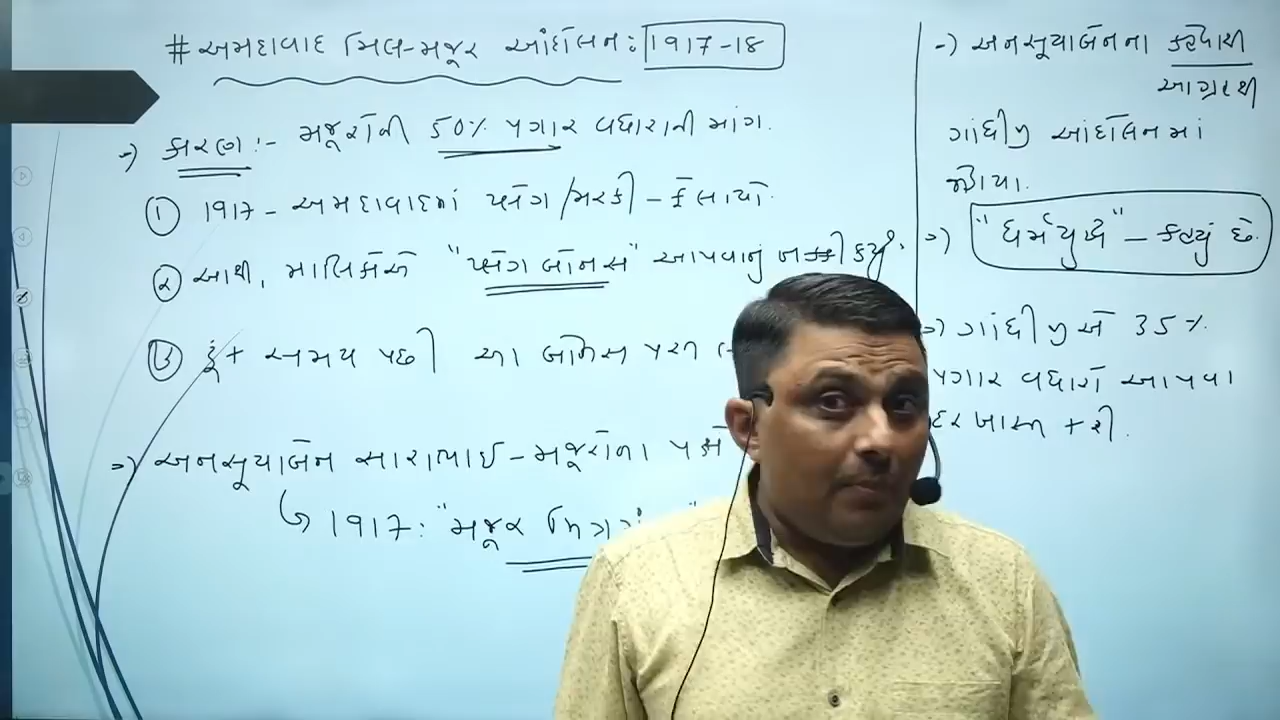 # અમદાવાદ મિલ-મજૂર આંદોલન : 1917-18
→ કારણ :- મજૂરોની 50% પગાર વધારાની માંગ.
① 1917 - અમદાવાદમાં પ્લેગ/મરકી - ફેલાયો.
② આથી, માલિકોએ "પ્લેગ બોનસ" આપવાનું નક્કી કર્યું.
③ સમય પછી આ બોનસ પરત
⇒ અનસૂયાબેન સારાભાઈ - મજૂરોના પક્ષે
↳ 1917 : "મજૂર મિત્ર
→ અનસૂયાબેનના કહેવાથી
આગ્રહથી
ગાંધીજી આંદોલનમાં
જોડાયા.
⇒ "ધર્મયુદ્ધ" - કહ્યું છે.
⇒ ગાંધીજીએ 35%
પગાર વધારો આપવા
દરખાસ્ત કરી.